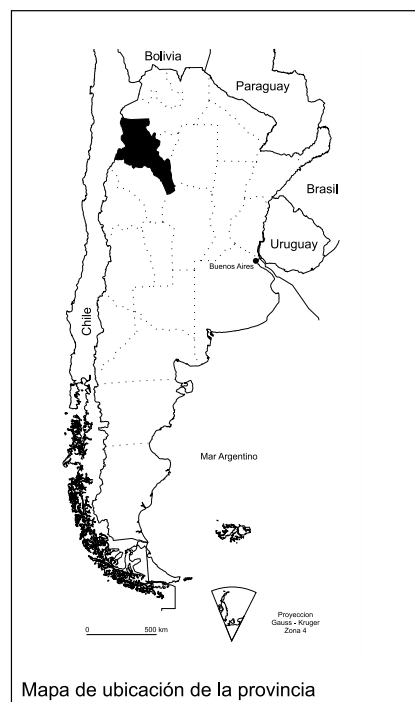 Bolivia
Paraguay
Brasil
Uruguay
Buenos Aires
Chile
Mar Argentino
0 500 km
Proyeccion
Gauss - Kruger
Zona 4
Mapa de ubicación de la provincia